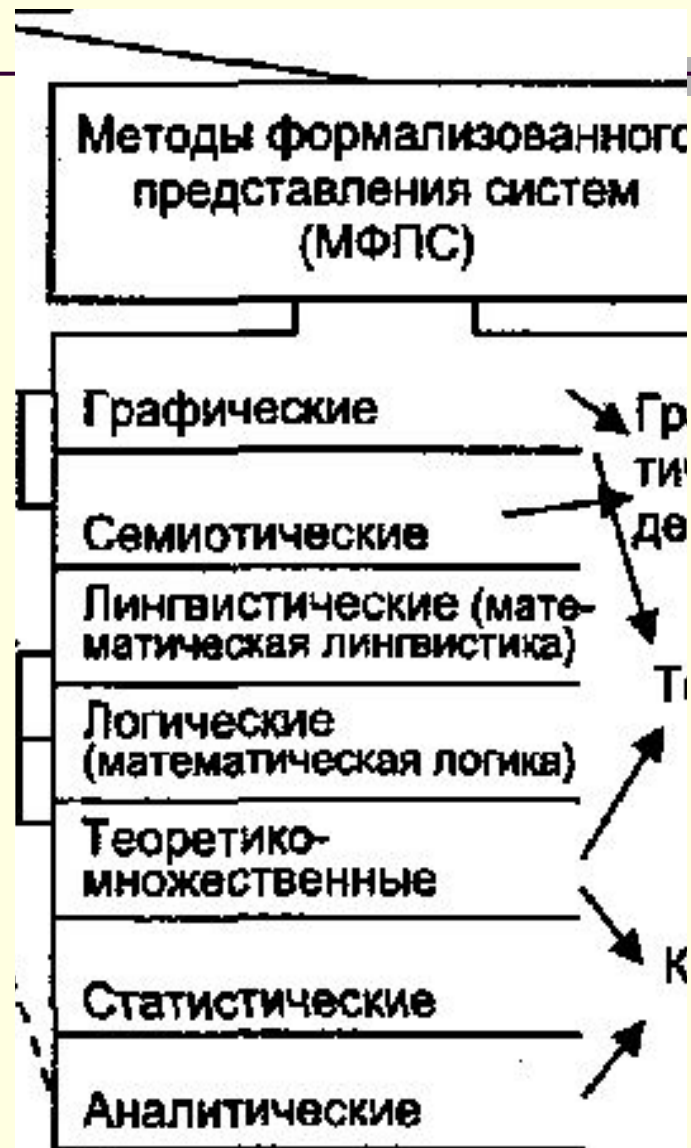 Методы формализованного
представления систем
(МФПС)
Графические
Семиотические
Лингвистические (мате-
матическая лингвистика)
Логические
(математическая логика)
Теоретико-
множественные
Статистические
Аналитические